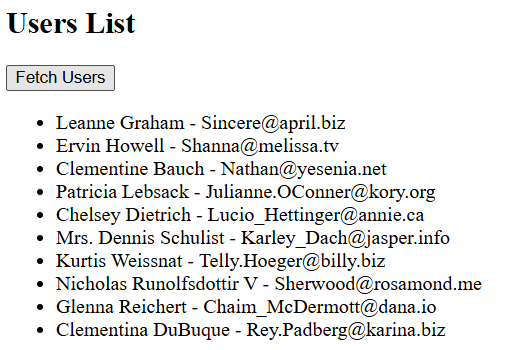 Users List
Fetch Users
Leanne Graham - Sincere@april.biz
Ervin Howell - Shanna@melissa.tv
Clementine Bauch - Nathan@yesenia.net
Patricia Lebsack - Julianne.OConner@kory.org
Chelsey Dietrich - Lucio_Hettinger@annie.ca
Mrs. Dennis Schulist - Karley_Dach@jasper.info
Kurtis Weissnat - Telly.Hoeger@billy.biz
Nicholas Runolfsdottir V - Sherwood@rosamond.me
Glenna Reichert - Chaim_McDermott@dana.io
Clementina DuBuque - Rey.Padberg@karina.biz